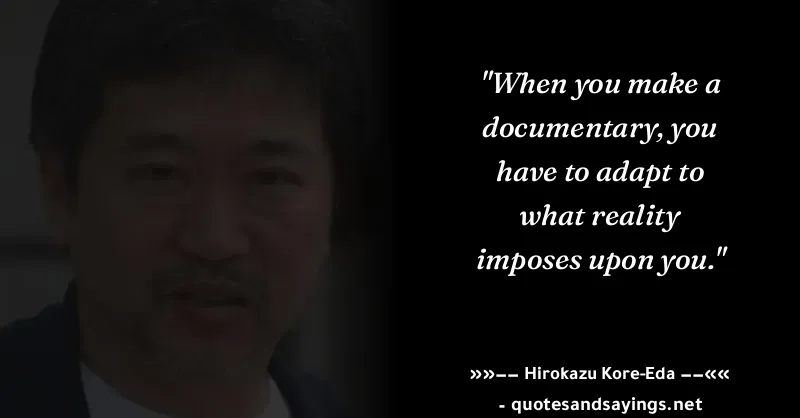 "When you make a
documentary, you
have to adapt to
what reality
imposes upon you."
»»―― Hirokazu Kore-Eda ――««
- quotesandsayings.net